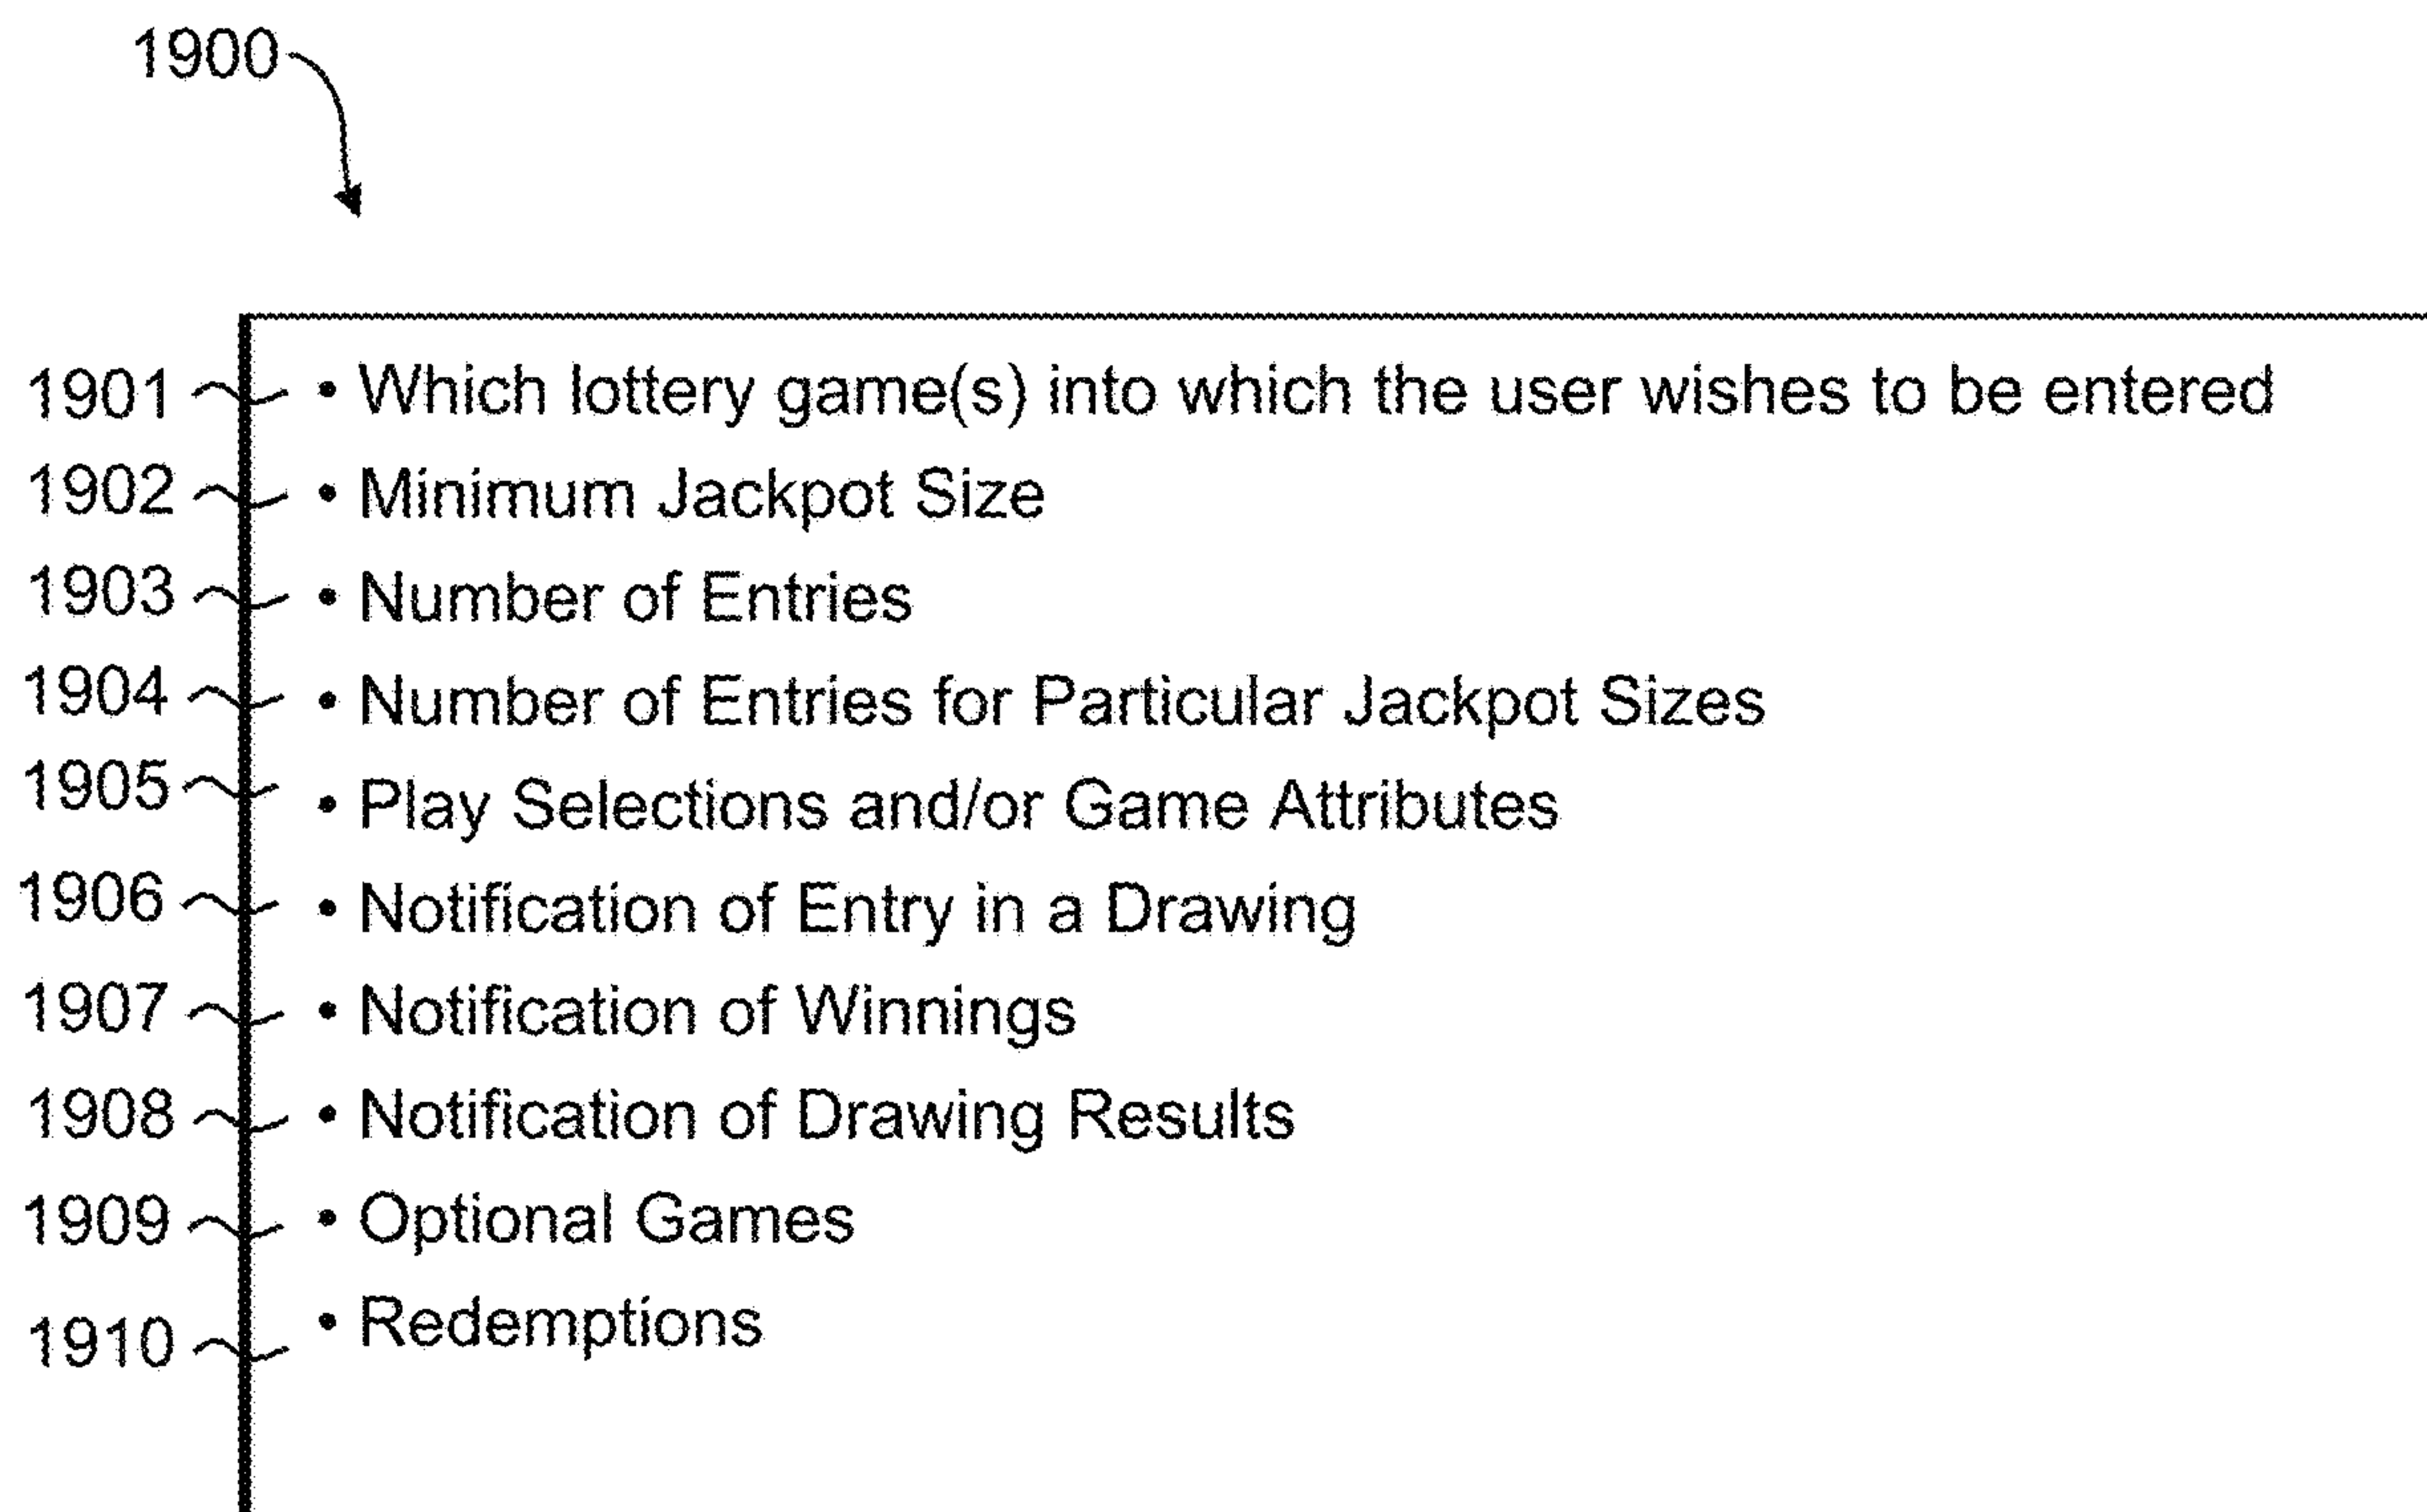 1900
1901 • Which lottery game(s) into which the user wishes to be entered
1902 • Minimum Jackpot Size
1903 • Number of Entries
1904 • Number of Entries for Particular Jackpot Sizes
1905 • Play Selections and/or Game Attributes
1906 • Notification of Entry in a Drawing
1907 • Notification of Winnings
1908 • Notification of Drawing Results
1909 • Optional Games
1910 • Redemptions